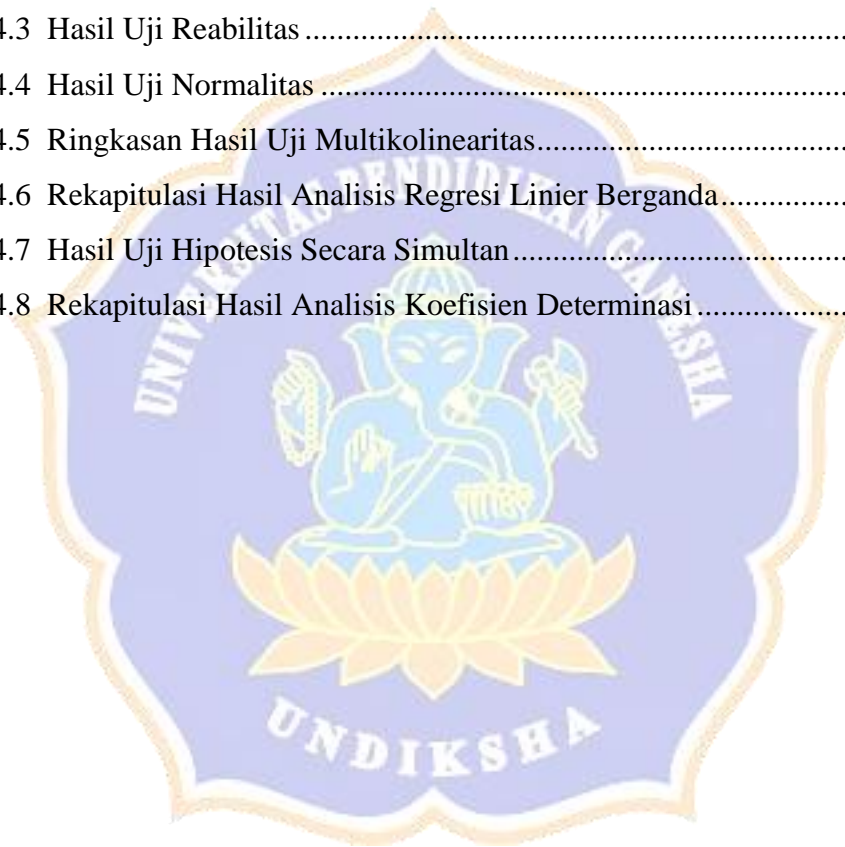 4.3 Hasil Uji Reabilitas ....................................................................
4.4 Hasil Uji Normalitas ..................................................................
4.5 Ringkasan Hasil Uji Multikolinearitas.......................................
4.6 Rekapitulasi Hasil Analisis Regresi Linier Berganda................
4.7 Hasil Uji Hipotesis Secara Simultan ..........................................
4.8 Rekapitulasi Hasil Analisis Koefisien Determinasi ...................
UNIVERSITAS PENDIDIKAN GANESHA
UNDIKSHA